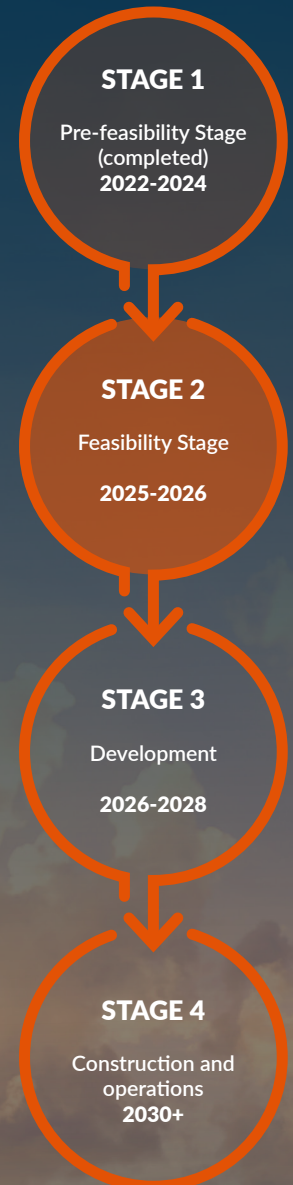 STAGE 1
Pre-feasibility Stage
(completed)
2022-2024
STAGE 2
Feasibility Stage
2025-2026
STAGE 3
Development
2026-2028
STAGE 4
Construction and
operations
2030+